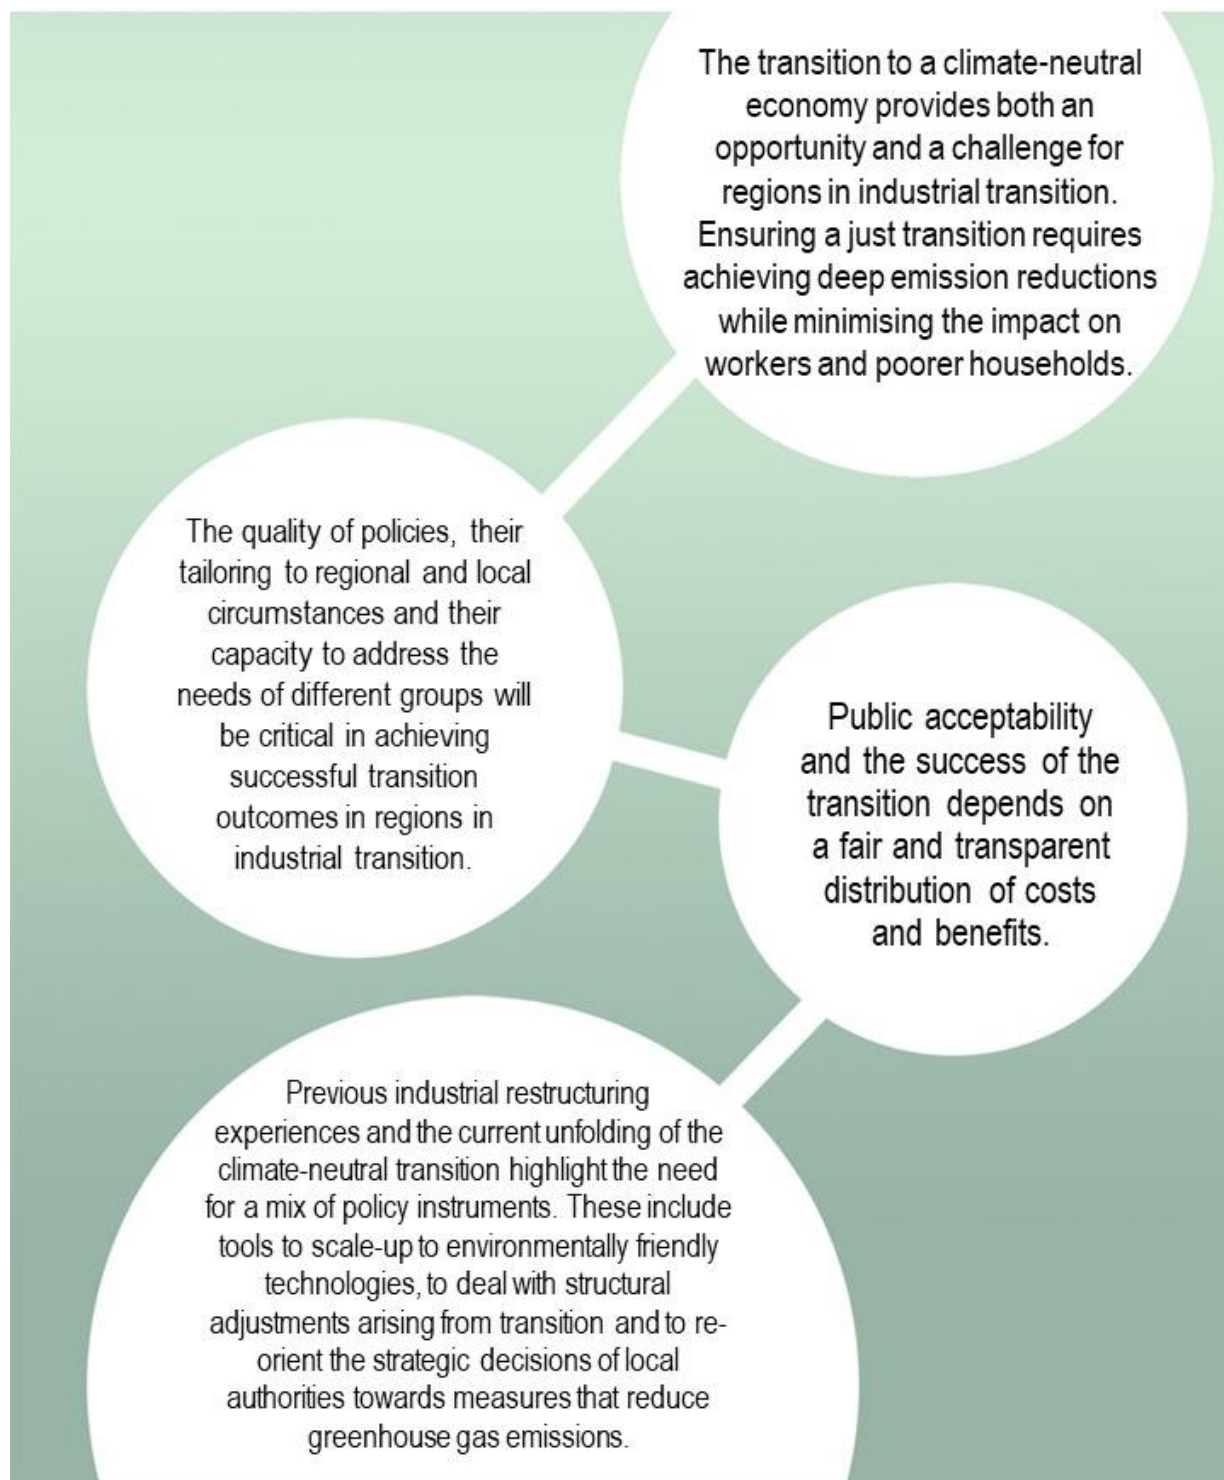 The transition to a climate-neutral
economy provides both an
opportunity and a challenge for
regions in industrial transition.
Ensuring a just transition requires
achieving deep emission reductions
while minimising the impact on
workers and poorer households.
The quality of policies, their
tailoring to regional and local
circumstances and their
capacity to address the
needs of different groups will
be critical in achieving
successful transition
outcomes in regions in
industrial transition.
Public acceptability
and the success of the
transition depends on
a fair and transparent
distribution of costs
and benefits.
Previous industrial restructuring
experiences and the current unfolding of the
climate-neutral transition highlight the need
for a mix of policy instruments. These include
tools to scale-up to environmentally friendly
technologies, to deal with structural
adjustments arising from transition and to re-
orient the strategic decisions of local
authorities towards measures that reduce
greenhouse gas emissions.